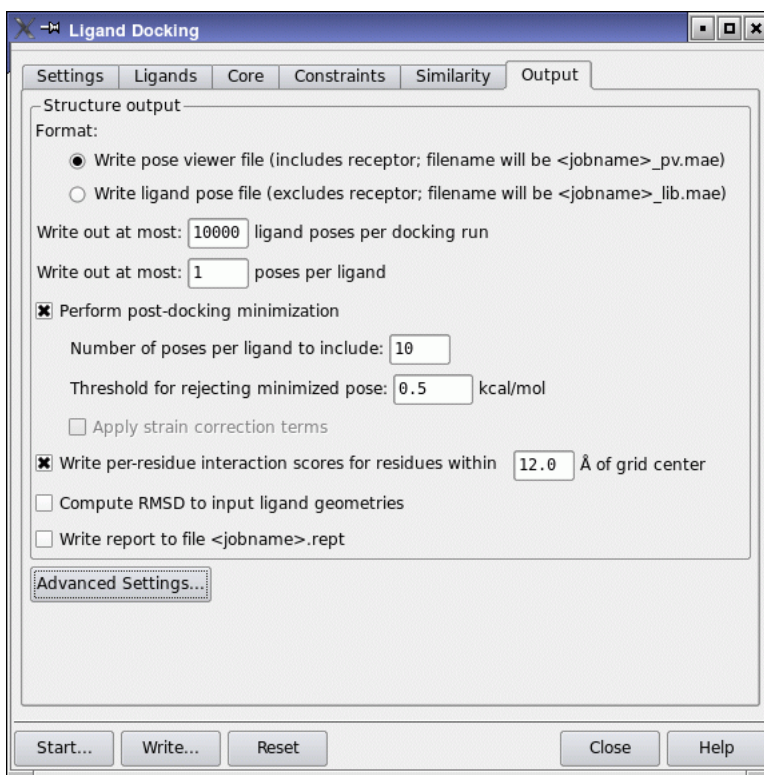 Ligand Docking
Settings Ligands Core Constraints Similarity Output
Structure output
Format:
Write pose viewer file (includes receptor; filename will be <jobname>_pv.mae)
Write ligand pose file (excludes receptor; filename will be <jobname>_lib.mae)
Write out at most: 10000 ligand poses per docking run
Write out at most: 1 poses per ligand
Perform post-docking minimization
Number of poses per ligand to include: 10
Threshold for rejecting minimized pose: 0.5 kcal/mol
Apply strain correction terms
Write per-residue interaction scores for residues within 12.0 Å of grid center
Compute RMSD to input ligand geometries
Write report to file <jobname>.rept
Advanced Settings...
Start... Write... Reset Close Help